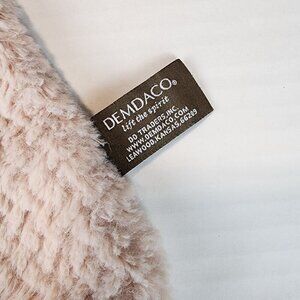 DEMDACO®
lift the spirit
DD TRADERS, INC.
WWW.DEMDACO.COM
LEAWOOD, KANSAS, 66209